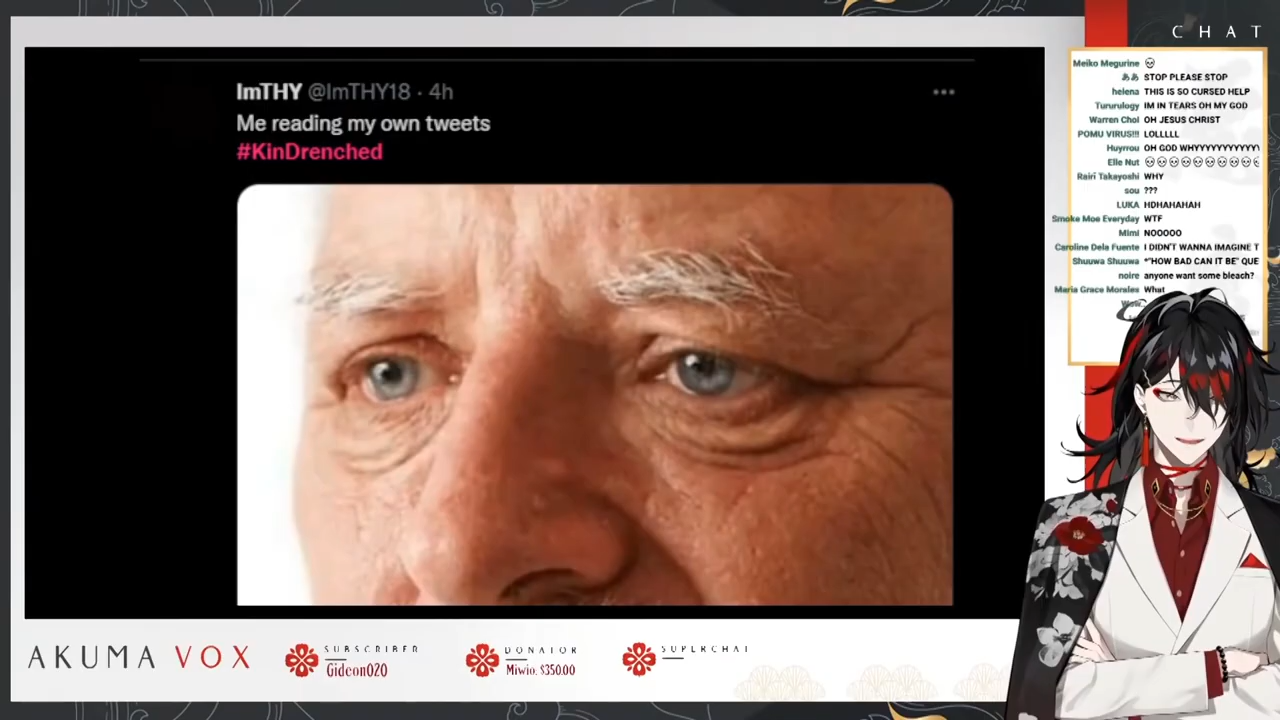 ImTHY @ImTHY18 · 4h
Me reading my own tweets
#KinDrenched
CHAT
Meiko Megurine 💀
ああ STOP PLEASE STOP
helena THIS IS SO CURSED HELP
Tururulogy IM IN TEARS OH MY GOD
Warren Choi OH JESUS CHRIST
POMU VIRUS!!! LOLLLLL
Huyrrou OH GOD WHYYYYYYYYYYY
Elle Nut 💀💀💀💀💀💀💀💀💀💀
Rairi Takayoshi WHY
sou ???
LUKA HDHAHAHAH
Smoke Moe Everyday WTF
Mimi NOOOOO
Caroline Dela Fuente I DIDN'T WANNA IMAGINE T
Shuuwa Shuuwa *"HOW BAD CAN IT BE" QUE
noire anyone want some bleach?
Maria Grace Morales What
AKUMA VOX
SUBSCRIBER
Gideon020
DONATOR
Miwio: $350.00
SUPERCHAT